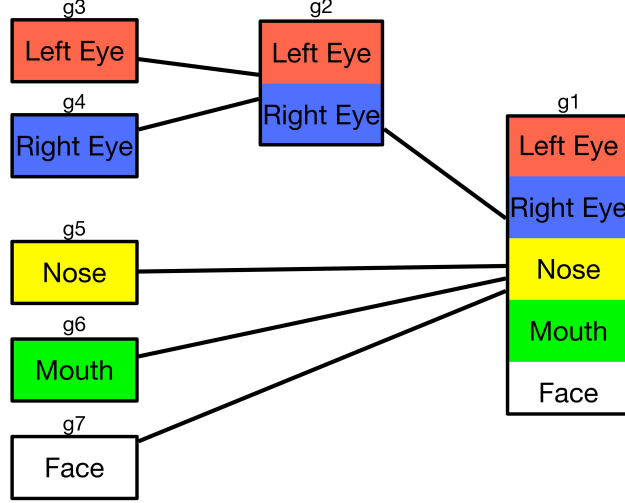 g3
Left Eye
g4
Right Eye
g5
Nose
g6
Mouth
g7
Face
g2
Left Eye
Right Eye
g1
Left Eye
Right Eye
Nose
Mouth
Face